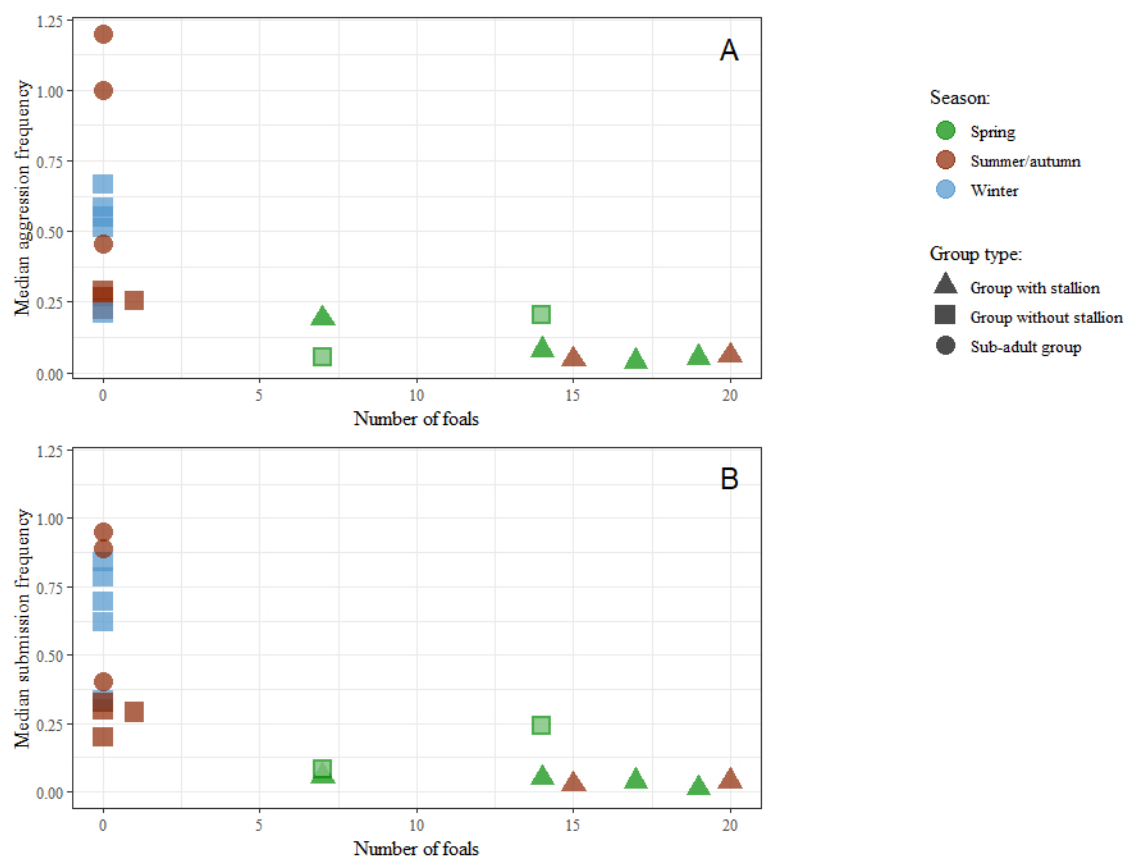 A
1.25
1.00
0.75
0.50
0.25
0.00
Median aggression frequency
0 5 10 15 20
Number of foals
B
1.25
1.00
0.75
0.50
0.25
0.00
Median submission frequency
0 5 10 15 20
Number of foals
Season:
Spring
Summer/autumn
Winter
Group type:
Group with stallion
Group without stallion
Sub-adult group